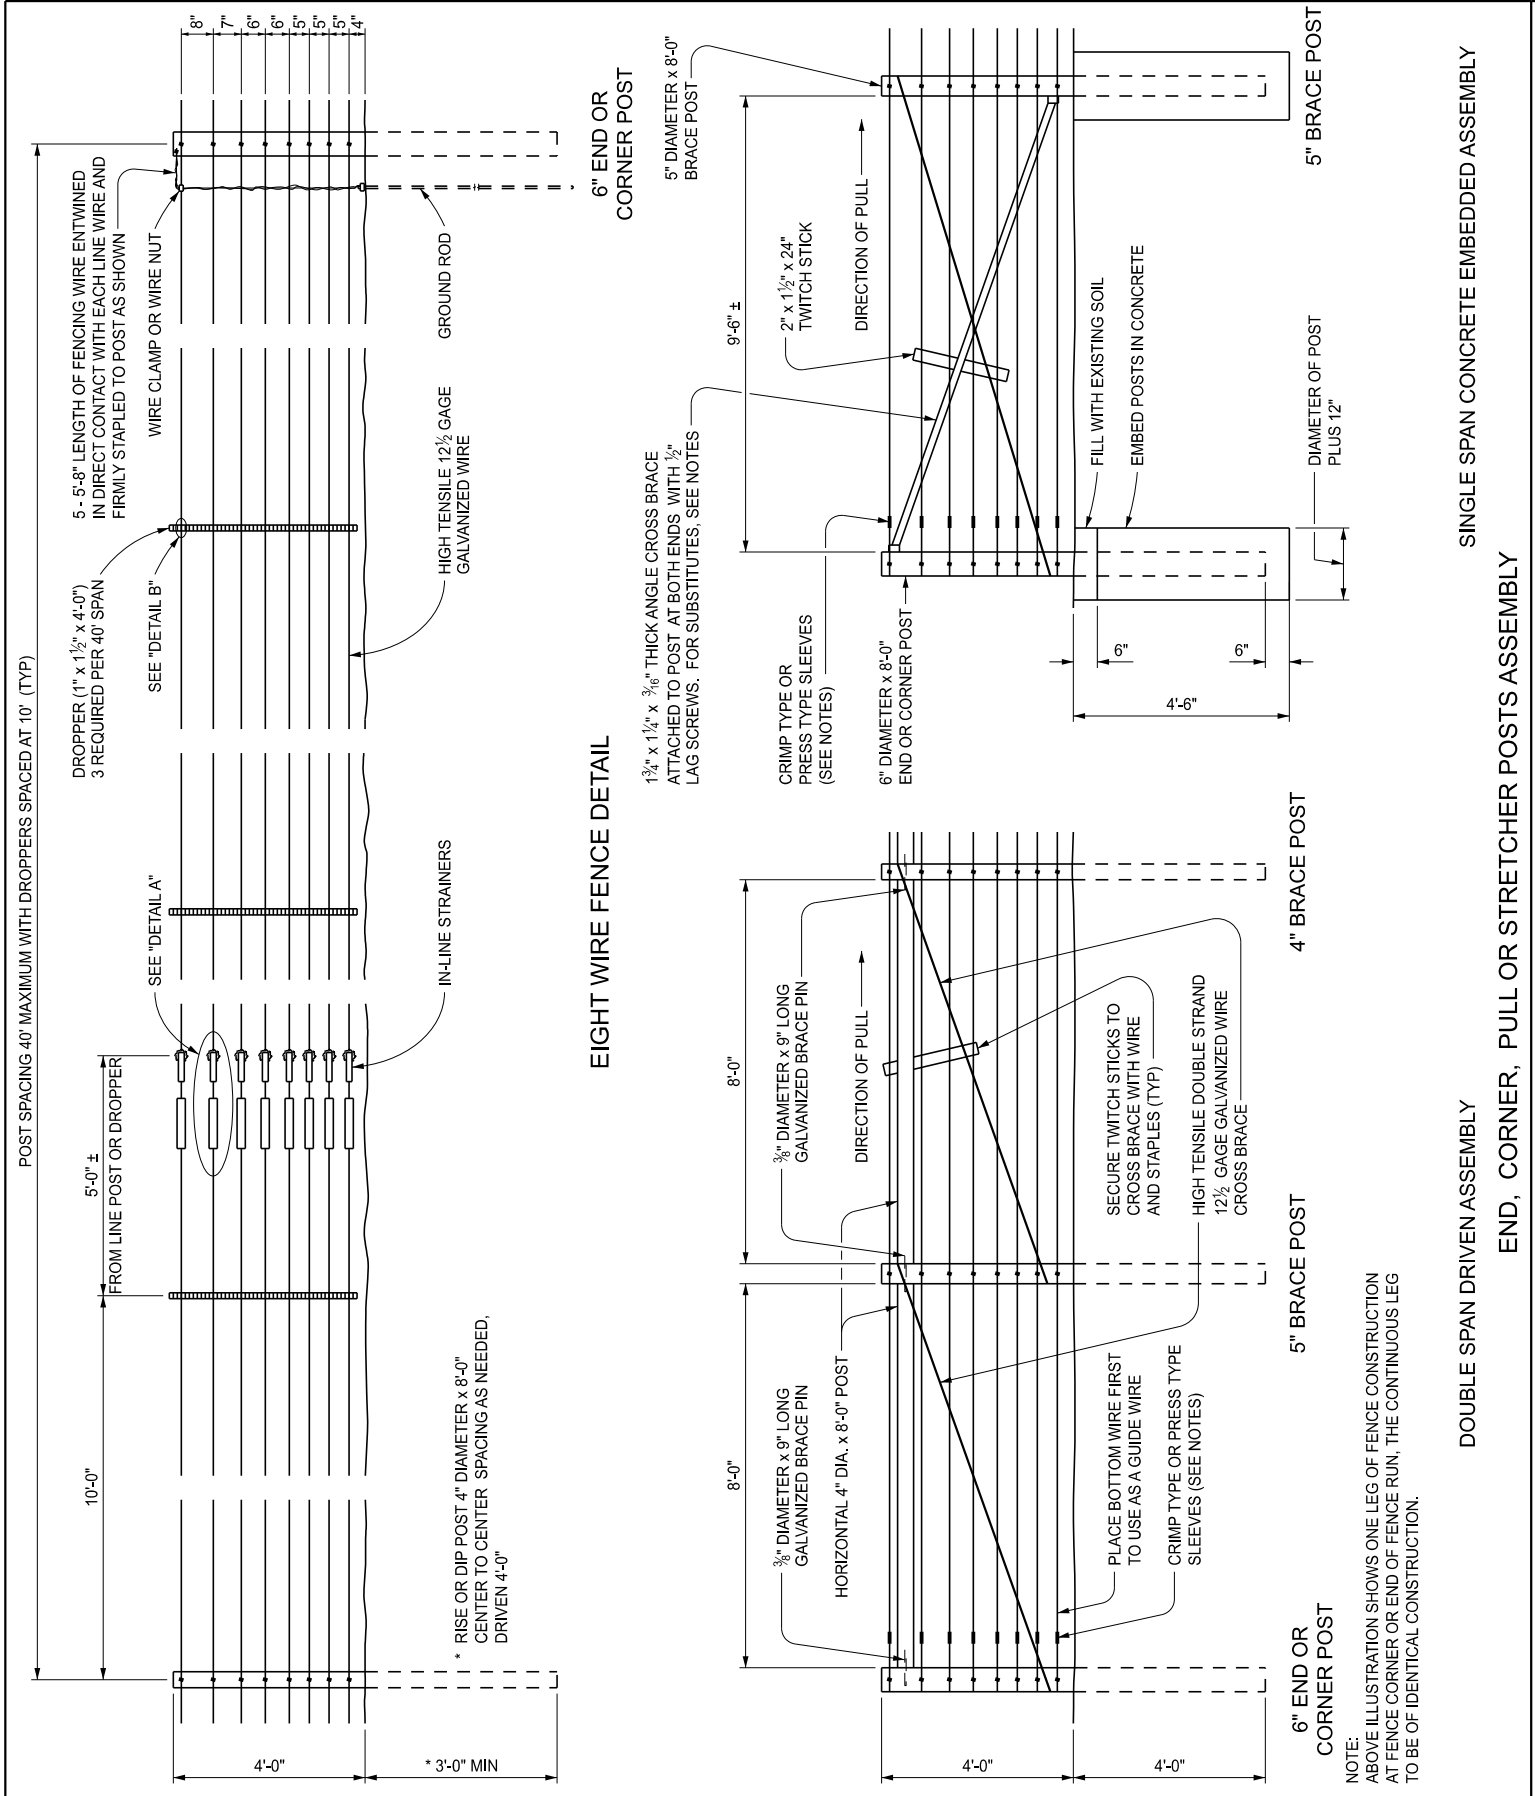 POST SPACING 40' MAXIMUM WITH DROPPERS SPACED AT 10' (TYP)
10'-0"
5'-0" ±
FROM LINE POST OR DROPPER
SEE "DETAIL A"
IN-LINE STRAINERS
DROPPER (1" x 1½" x 4'-0")
3 REQUIRED PER 40' SPAN
SEE "DETAIL B"
HIGH TENSILE 12½ GAGE
GALVANIZED WIRE
5 - 5'-8" LENGTH OF FENCING WIRE ENTWINED
IN DIRECT CONTACT WITH EACH LINE WIRE AND
FIRMLY STAPLED TO POST AS SHOWN
WIRE CLAMP OR WIRE NUT
GROUND ROD
8"
7"
6"
6"
5"
5"
5"
4"
4'-0"
* 3'-0" MIN
* RISE OR DIP POST 4" DIAMETER x 8'-0"
CENTER TO CENTER SPACING AS NEEDED,
DRIVEN 4'-0"
6" END OR
CORNER POST
EIGHT WIRE FENCE DETAIL
8'-0"
8'-0"
⅜" DIAMETER x 9" LONG
GALVANIZED BRACE PIN
HORIZONTAL 4" DIA. x 8'-0" POST
⅜" DIAMETER x 9" LONG
GALVANIZED BRACE PIN
DIRECTION OF PULL
PLACE BOTTOM WIRE FIRST
TO USE AS A GUIDE WIRE
CRIMP TYPE OR PRESS TYPE
SLEEVES (SEE NOTES)
SECURE TWITCH STICKS TO
CROSS BRACE WITH WIRE
AND STAPLES (TYP)
HIGH TENSILE DOUBLE STRAND
12½ GAGE GALVANIZED WIRE
CROSS BRACE
4'-0"
4'-0"
6" END OR
CORNER POST
5" BRACE POST
4" BRACE POST
NOTE:
ABOVE ILLUSTRATION SHOWS ONE LEG OF FENCE CONSTRUCTION
AT FENCE CORNER OR END OF FENCE RUN, THE CONTINUOUS LEG
TO BE OF IDENTICAL CONSTRUCTION.
DOUBLE SPAN DRIVEN ASSEMBLY
1¾" x 1¼" x 3⁄16" THICK ANGLE CROSS BRACE
ATTACHED TO POST AT BOTH ENDS WITH ½"
LAG SCREWS. FOR SUBSTITUTES, SEE NOTES
CRIMP TYPE OR
PRESS TYPE SLEEVES
(SEE NOTES)
6" DIAMETER x 8'-0"
END OR CORNER POST
9'-6" ±
2" x 1½" x 24"
TWITCH STICK
DIRECTION OF PULL
5" DIAMETER x 8'-0"
BRACE POST
FILL WITH EXISTING SOIL
EMBED POSTS IN CONCRETE
6"
6"
4'-6"
DIAMETER OF POST
PLUS 12"
5" BRACE POST
SINGLE SPAN CONCRETE EMBEDDED ASSEMBLY
END, CORNER, PULL OR STRETCHER POSTS ASSEMBLY